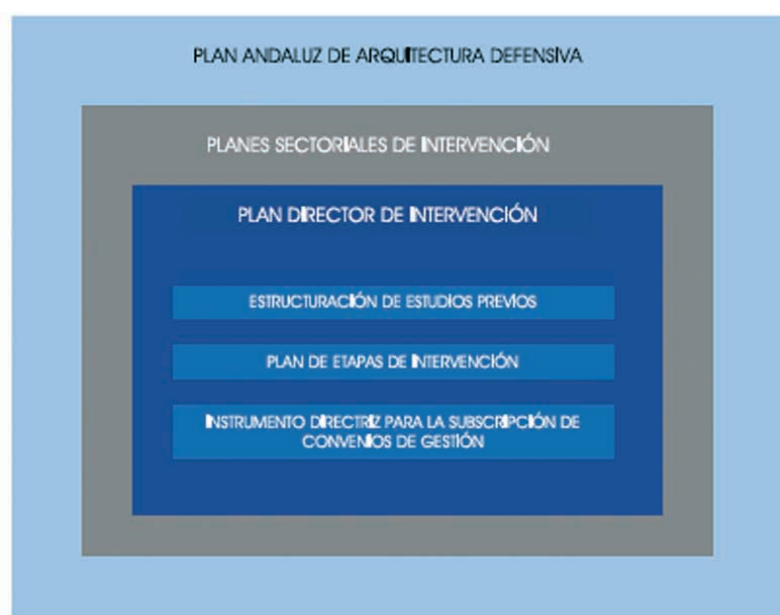 PLAN ANDALUZ DE ARQUITECTURA DEFENSIVA
PLANES SECTORIALES DE INTERVENCIÓN
PLAN DIRECTOR DE INTERVENCIÓN
ESTRUCTURACIÓN DE ESTUDIOS PREVIOS
PLAN DE ETAPAS DE INTERVENCIÓN
INSTRUMENTO DIRECTRIZ PARA LA SUBSCRIPCIÓN DE
CONVENIOS DE GESTIÓN